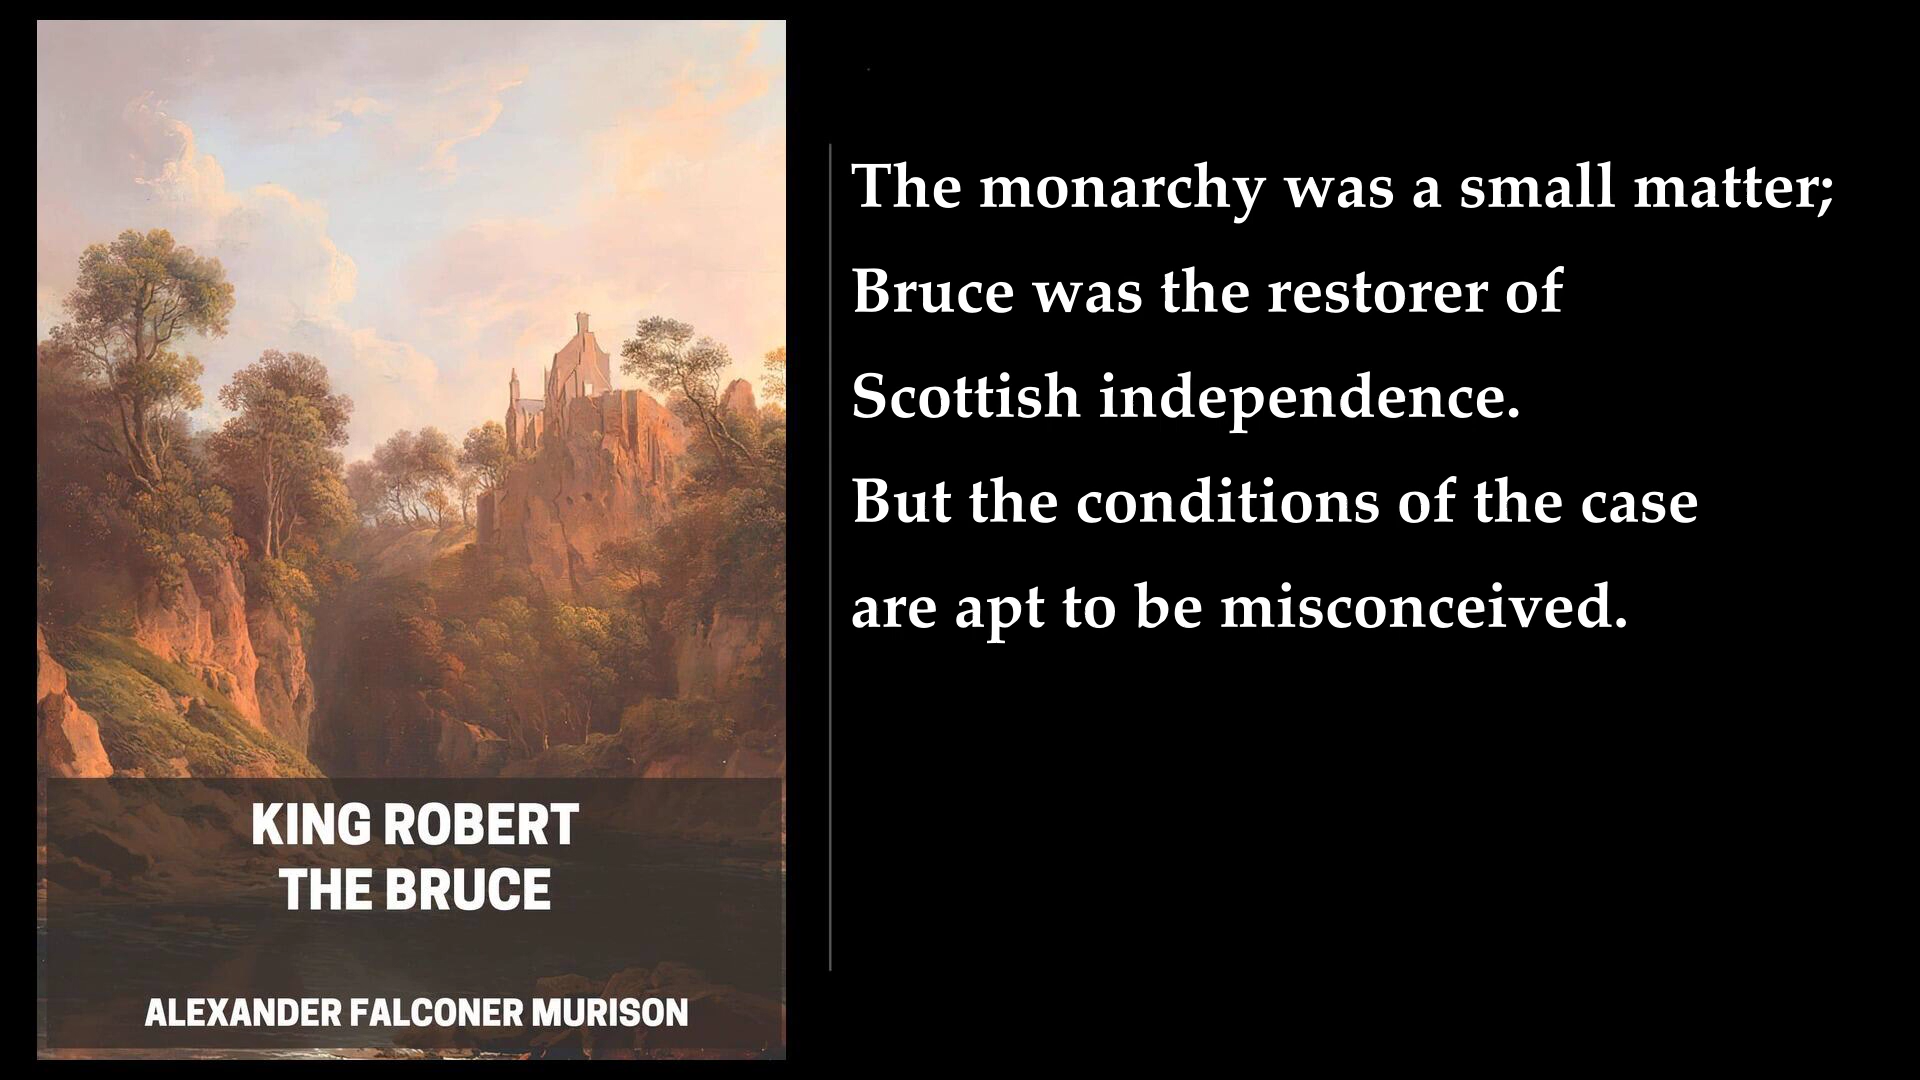 The monarchy was a small matter;
Bruce was the restorer of
Scottish independence.
But the conditions of the case
are apt to be misconceived.
KING ROBERT
THE BRUCE
ALEXANDER FALCONER MURISON